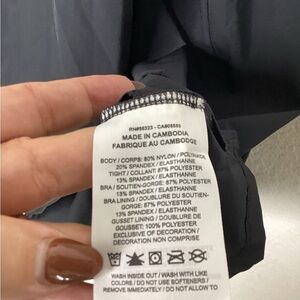 RN#56323 - CA#05553
MADE IN CAMBODIA
FABRIQUE AU CAMBODGE
BODY / CORPS: 80% NYLON / POLYAMIDE
20% SPANDEX / ELASTHANNE
TIGHT / COLLANT: 87% POLYESTER
13% SPANDEX / ELASTHANNE
BRA / SOUTIEN-GORGE: 87% POLYESTER
13% SPANDEX / ELASTHANNE
BRA LINING / DOUBLURE DU SOUTIEN-
GORGE: 87% POLYESTER
13% SPANDEX / ELASTHANNE
GUSSET LINING / DOUBLURE DE
GOUSSET: 100% POLYESTER
EXCLUSIVE OF DECORATION /
DÉCORATION NON COMPRIS
WASH INSIDE OUT / WASH WITH LIKE
COLORS / DO NOT USE SOFTENERS /
REMOVE IMMEDIATELY / DO NOT ALLOW TO